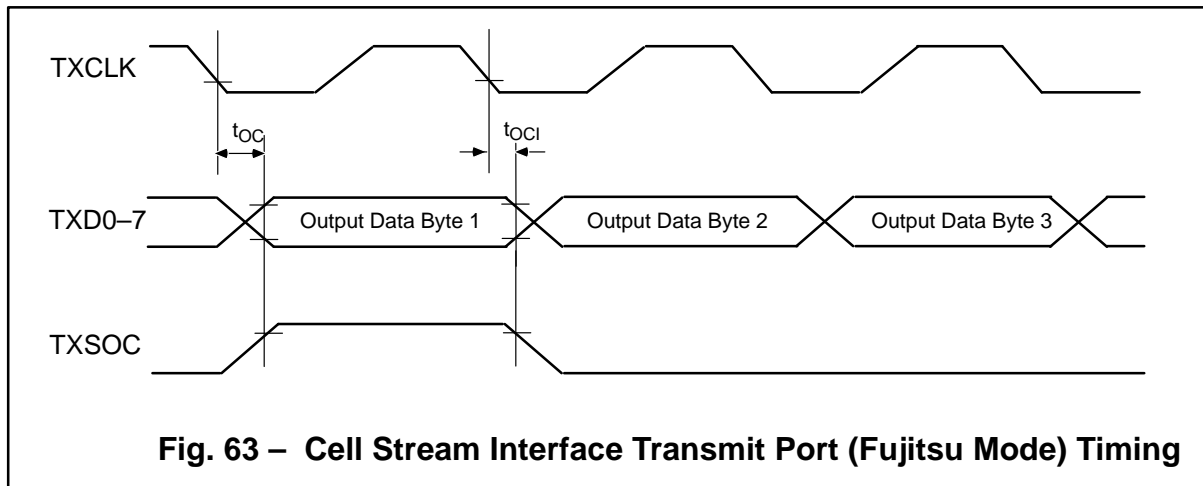 TXCLK
tOC
tOCI
TXD0–7
Output Data Byte 1
Output Data Byte 2
Output Data Byte 3
TXSOC
Fig. 63 – Cell Stream Interface Transmit Port (Fujitsu Mode) Timing